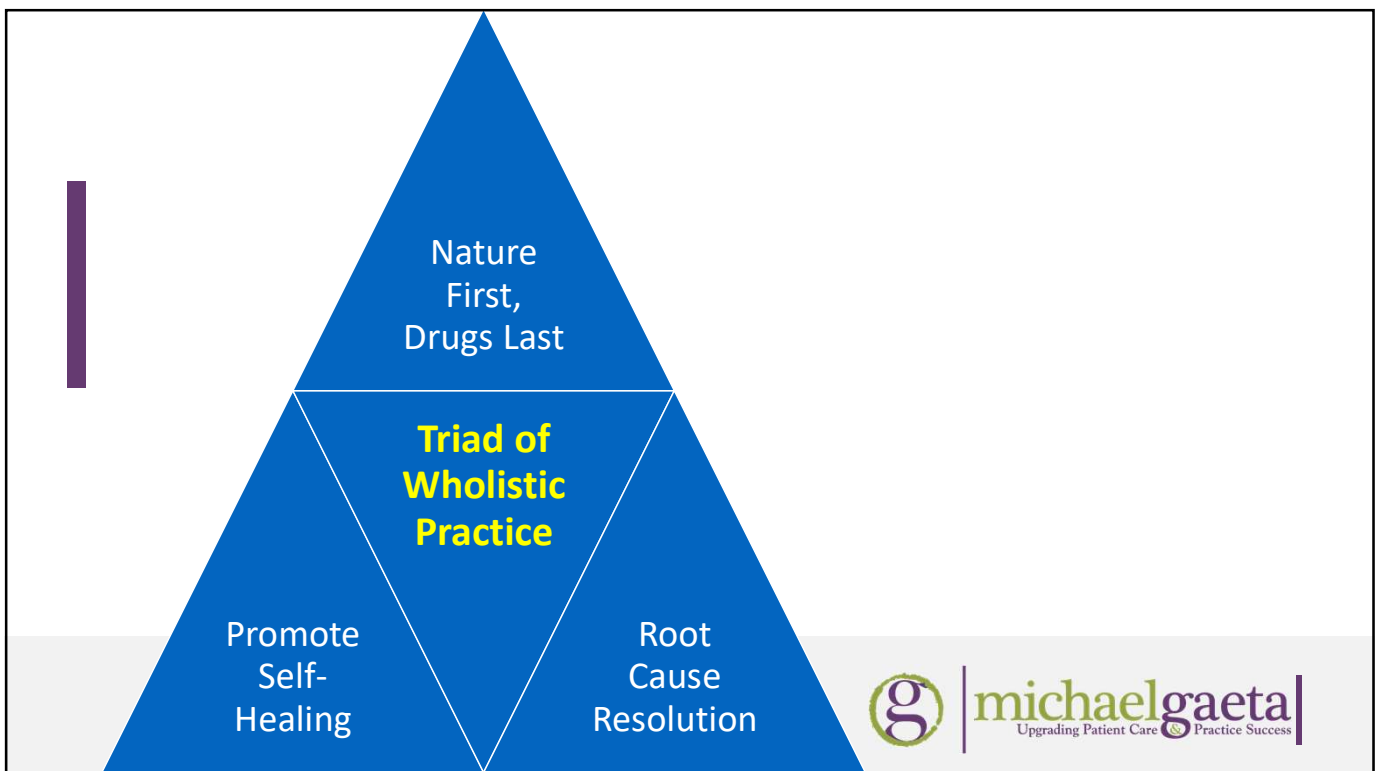 Nature
First,
Drugs Last
Triad of
Wholistic
Practice
Promote
Self-
Healing
Root
Cause
Resolution
g michaelgaeta
Upgrading Patient Care & Practice Success